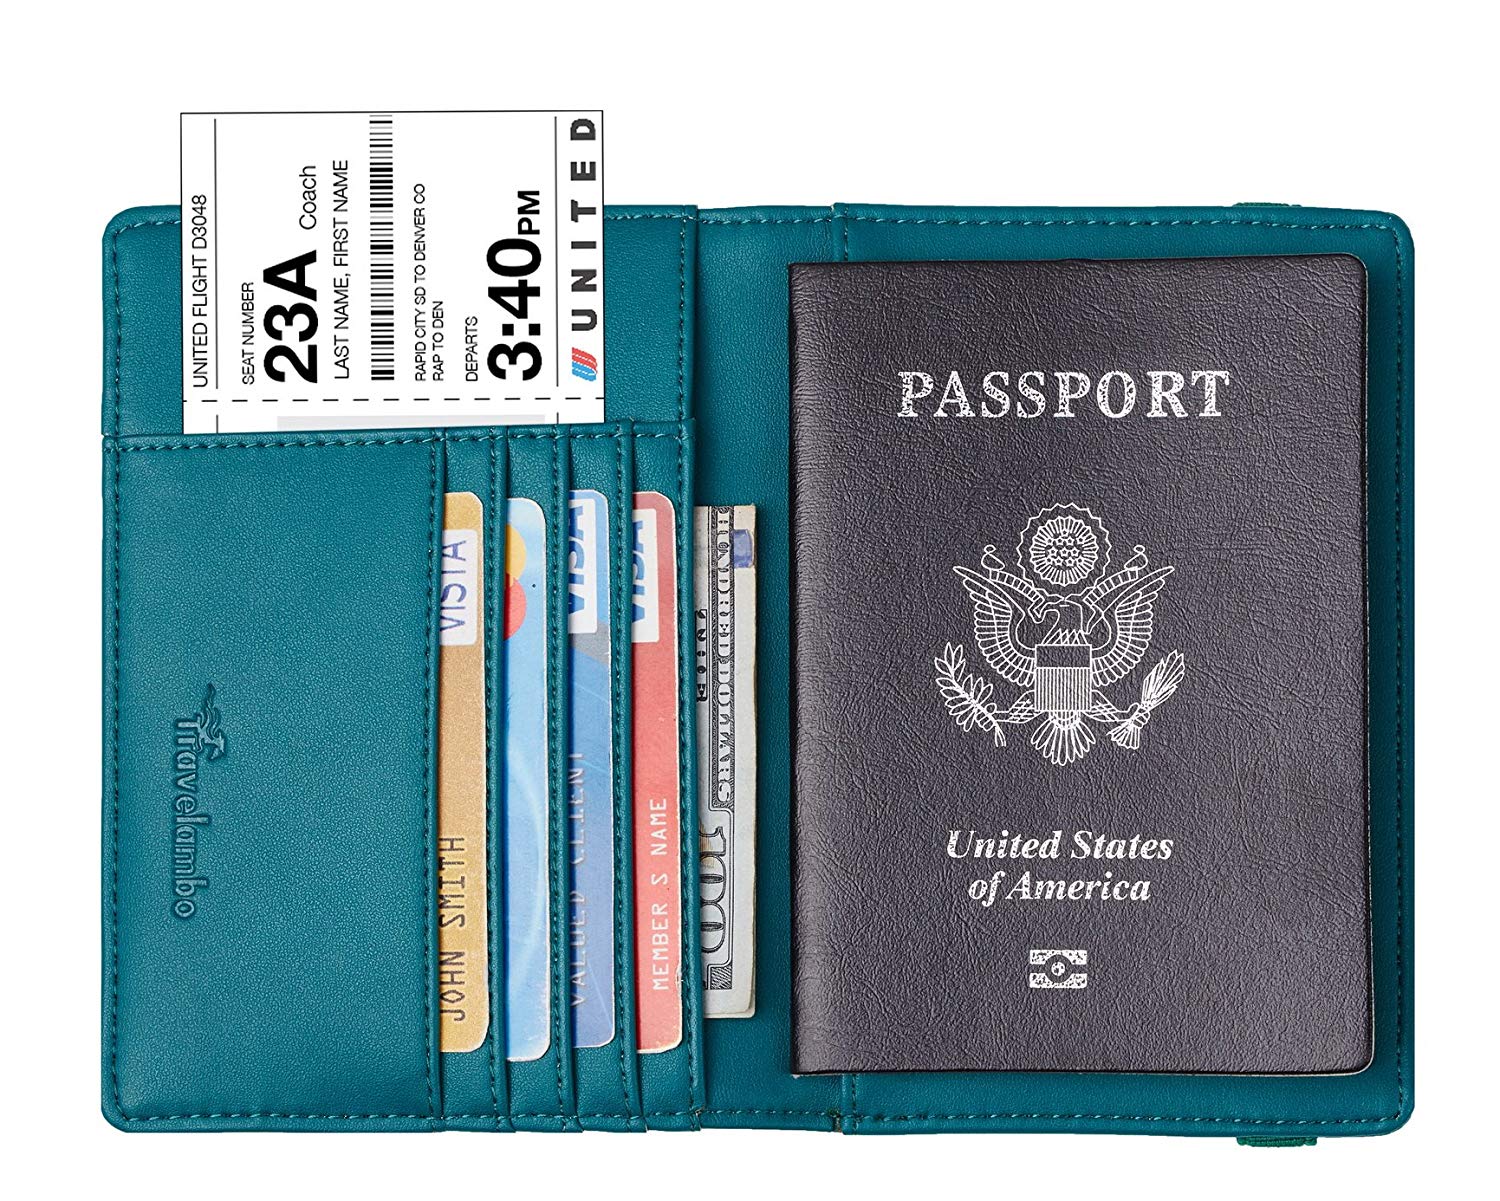 UNITED FLIGHT D3048
SEAT NUMBER
23A Coach
LAST NAME, FIRST NAME
RAPID CITY SD TO DENVER CO
RAP TO DEN
DEPARTS
3:40PM
UNITED
Travelambo
JOHN SMITH
VISA
VALUED CLIENT
VISA
MEMBER S NAME
100
PASSPORT
United States
of America